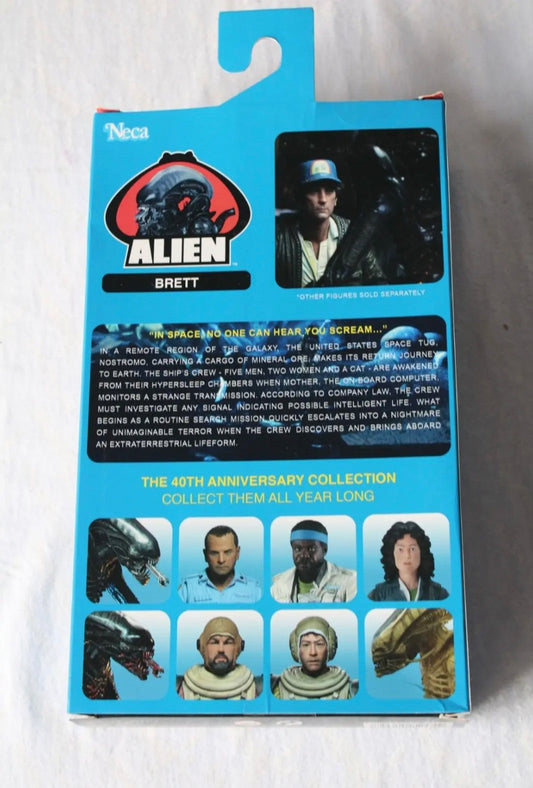 Neca
ALIEN
TM
BRETT
*OTHER FIGURES SOLD SEPARATELY
"IN SPACE, NO ONE CAN HEAR YOU SCREAM..."
IN A REMOTE REGION OF THE GALAXY, THE UNITED STATES SPACE TUG,
NOSTROMO, CARRYING A CARGO OF MINERAL ORE, MAKES ITS RETURN JOURNEY
TO EARTH. THE SHIP'S CREW - FIVE MEN, TWO WOMEN AND A CAT - ARE AWAKENED
FROM THEIR HYPERSLEEP CHAMBERS WHEN MOTHER, THE ON-BOARD COMPUTER,
MONITORS A STRANGE TRANSMISSION. ACCORDING TO COMPANY LAW, THE CREW
MUST INVESTIGATE ANY SIGNAL INDICATING POSSIBLE INTELLIGENT LIFE. WHAT
BEGINS AS A ROUTINE SEARCH MISSION QUICKLY ESCALATES INTO A NIGHTMARE
OF UNIMAGINABLE TERROR WHEN THE CREW DISCOVERS AND BRINGS ABOARD
AN EXTRATERRESTRIAL LIFEFORM.
THE 40TH ANNIVERSARY COLLECTION
COLLECT THEM ALL YEAR LONG